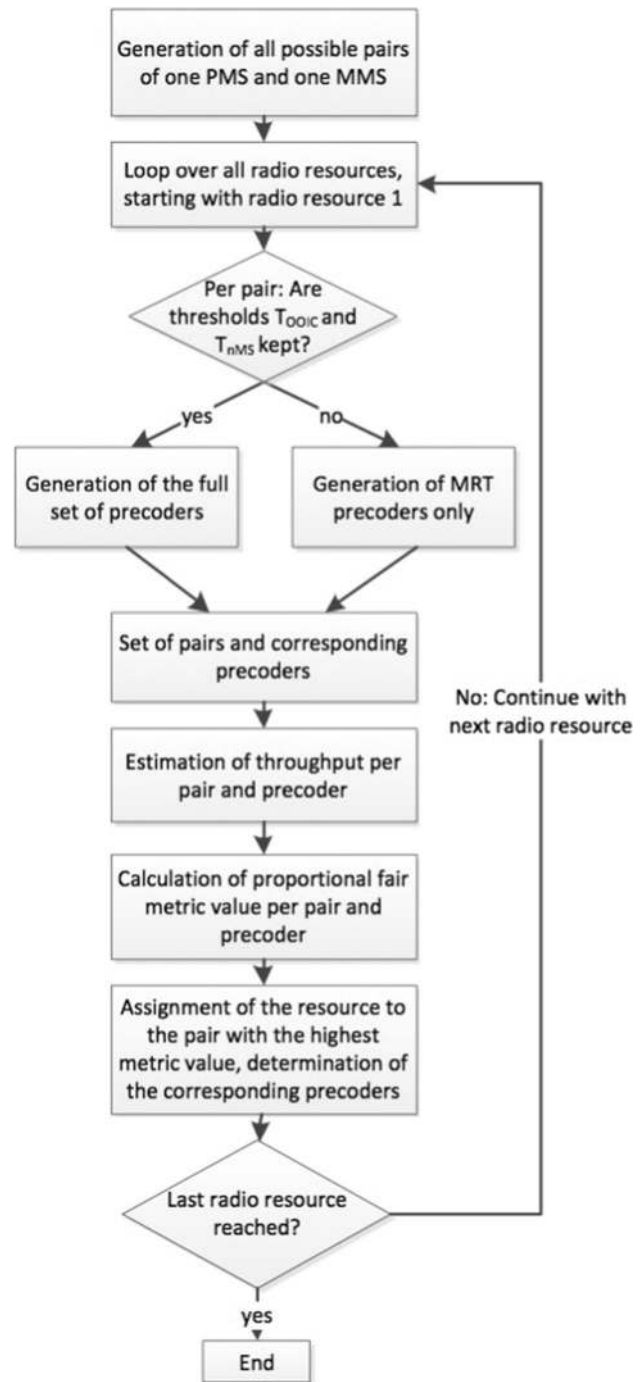 Generation of all possible pairs
of one PMS and one MMS
Loop over all radio resources,
starting with radio resource 1
Per pair: Are
thresholds TOOIC and
TnMS kept?
yes
no
Generation of the full
set of precoders
Generation of MRT
precoders only
Set of pairs and corresponding
precoders
No: Continue with
next radio resource
Estimation of throughput per
pair and precoder
Calculation of proportional fair
metric value per pair and
precoder
Assignment of the resource to
the pair with the highest
metric value, determination of
the corresponding precoders
Last radio resource
reached?
yes
End